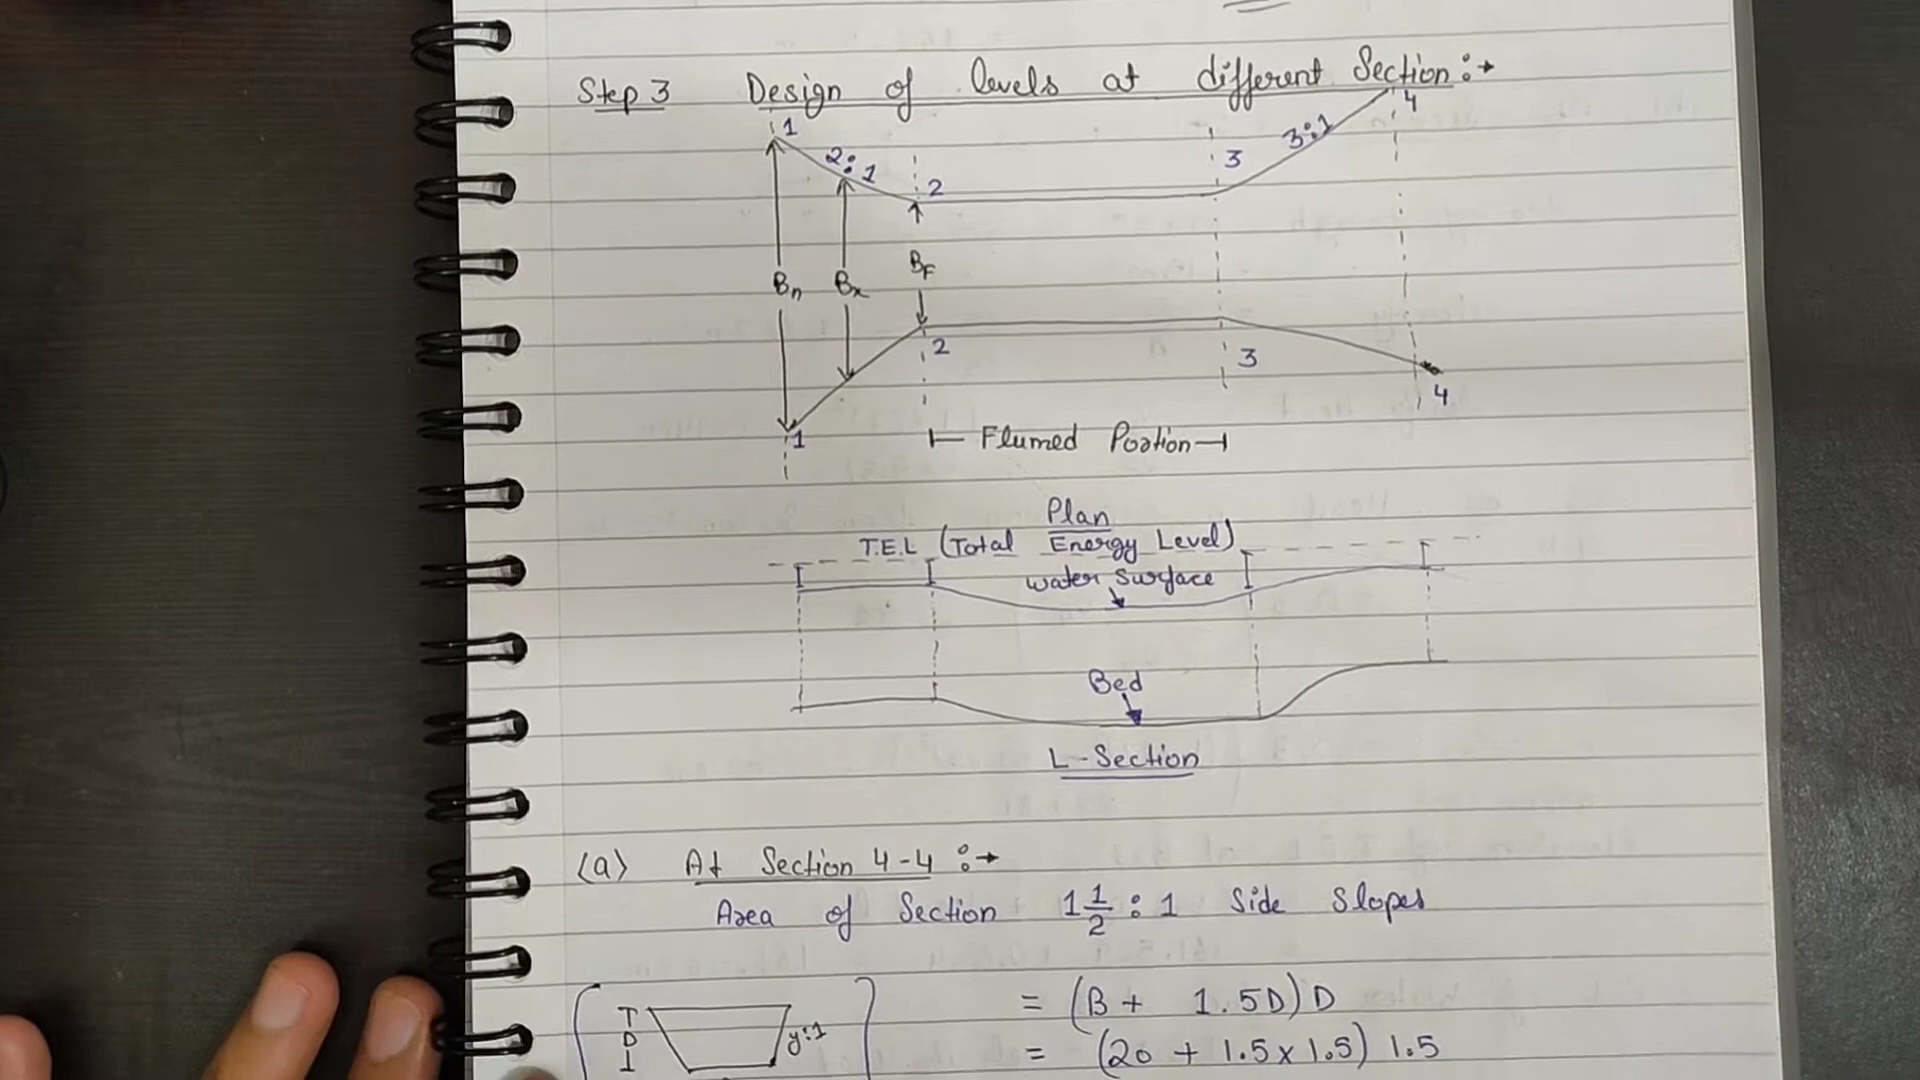 Step 3 Design of levels at different Section :→
1 4
2:1 3:1
2 3
Bn Bx BF
2 3
4
1
Flumed Portion
Plan
T.E.L (Total Energy Level)
water surface
Bed
L-Section
(a) At Section 4-4 :→
Area of Section 1 1/2 : 1 Side Slopes
= (B + 1.5D) D
D y:1
= (20 + 1.5 x 1.5) 1.5